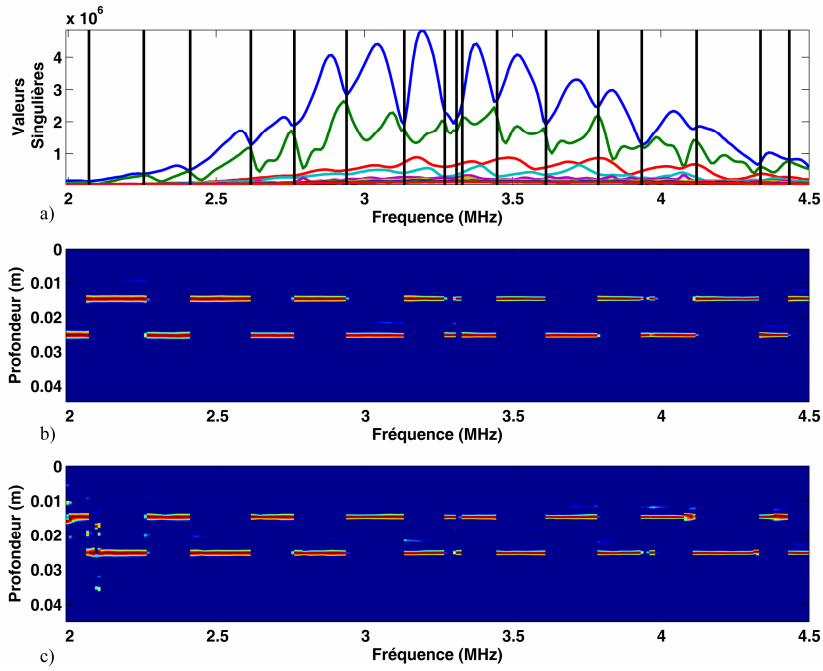 x 10⁶
4
3
2
1
Valeurs
Singulières
2 2.5 3 3.5 4 4.5
Frequence (MHz)
a)
0
0.01
0.02
0.03
0.04
Profondeur (m)
2 2.5 3 3.5 4 4.5
Fréquence (MHz)
b)
0
0.01
0.02
0.03
0.04
Profondeur (m)
2 2.5 3 3.5 4 4.5
Fréquence (MHz)
c)